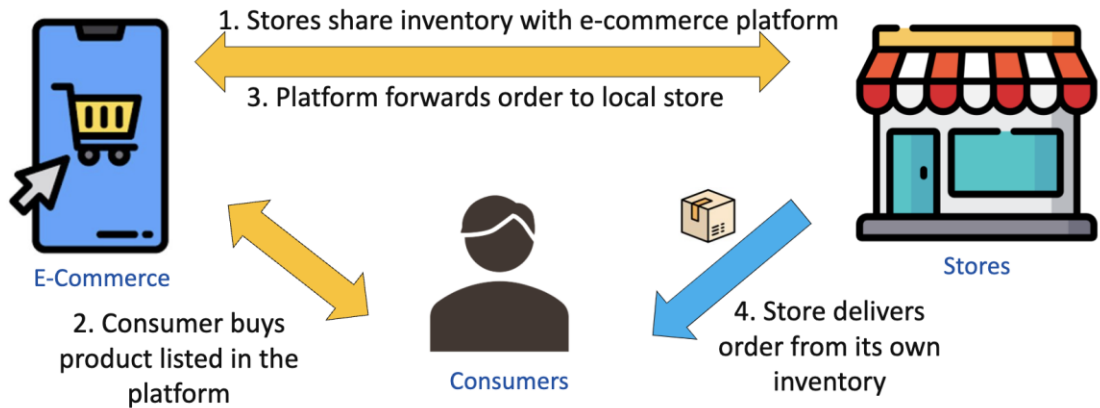 1. Stores share inventory with e-commerce platform
3. Platform forwards order to local store
E-Commerce
Stores
2. Consumer buys
product listed in the
platform
Consumers
4. Store delivers
order from its own
inventory